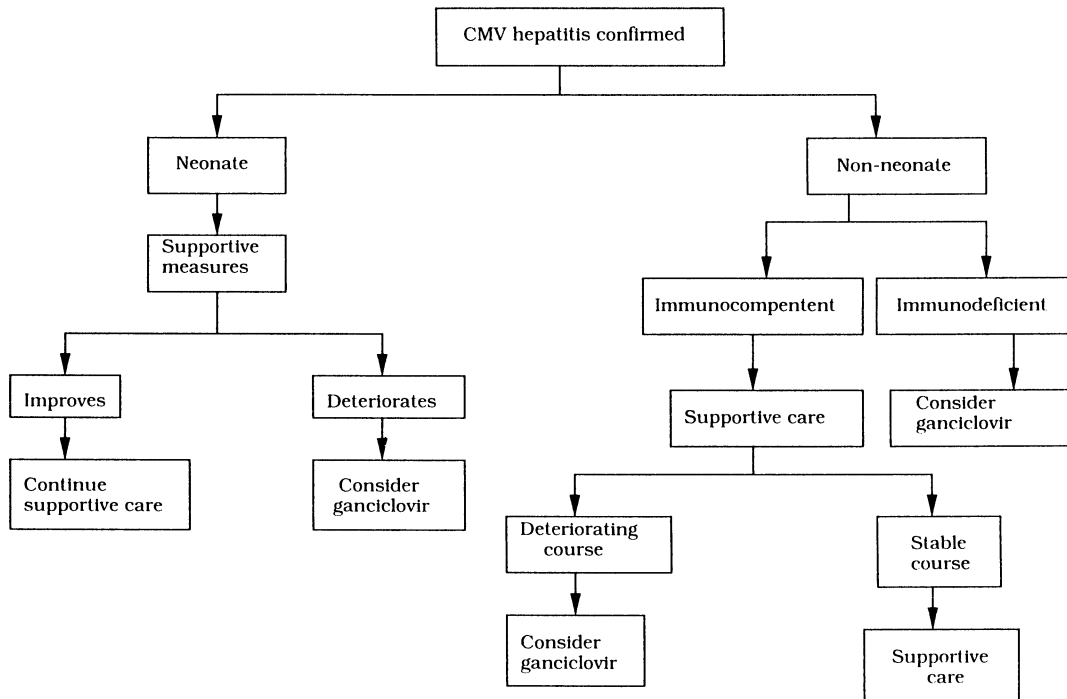 CMV hepatitis confirmed
Neonate
Non-neonate
Supportive
measures
Immunocompentent
Immunodeficient
Improves
Deteriorates
Supportive care
Consider
ganciclovir
Continue
supportive care
Consider
ganciclovir
Deteriorating
course
Stable
course
Consider
ganciclovir
Supportive
care